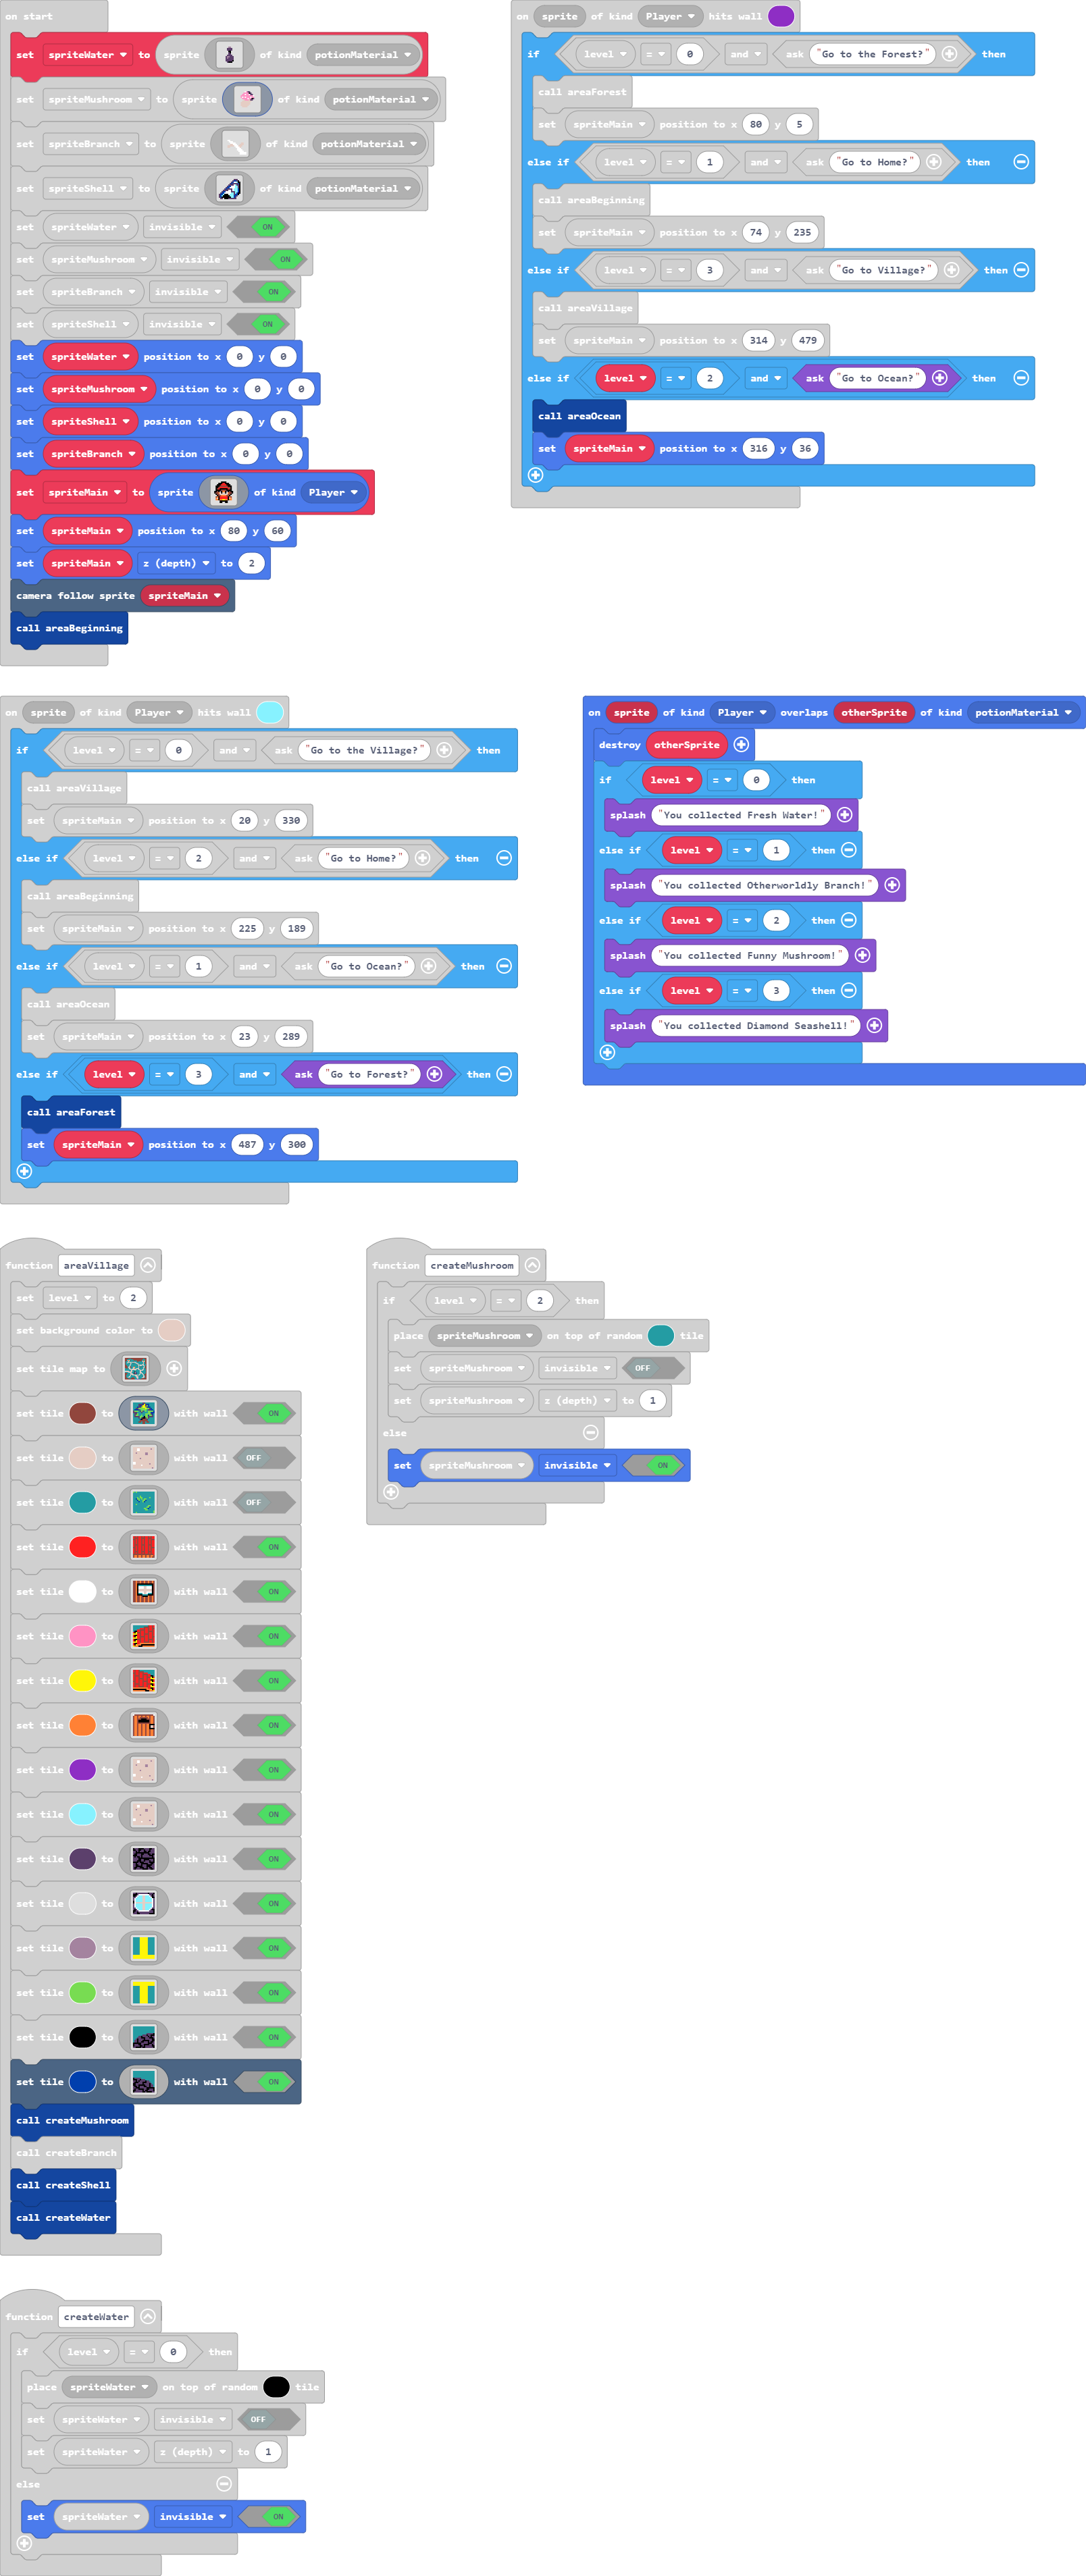 on start
set spriteWater to sprite of kind potionMaterial
set spriteMushroom to sprite of kind potionMaterial
set spriteBranch to sprite of kind potionMaterial
set spriteShell to sprite of kind potionMaterial
set spriteWater invisible ON
set spriteMushroom invisible ON
set spriteBranch invisible ON
set spriteShell invisible ON
set spriteWater position to x 0 y 0
set spriteMushroom position to x 0 y 0
set spriteShell position to x 0 y 0
set spriteBranch position to x 0 y 0
set spriteMain to sprite of kind Player
set spriteMain position to x 80 y 60
set spriteMain z (depth) to 2
camera follow sprite spriteMain
call areaBeginning
on sprite of kind Player hits wall
if level = 0 and ask "Go to the Forest?" then
call areaForest
set spriteMain position to x 80 y 5
else if level = 1 and ask "Go to Home?" then
call areaBeginning
set spriteMain position to x 74 y 235
else if level = 3 and ask "Go to Village?" then
call areaVillage
set spriteMain position to x 314 y 479
else if level = 2 and ask "Go to Ocean?" then
call areaOcean
set spriteMain position to x 316 y 36
on sprite of kind Player hits wall
if level = 0 and ask "Go to the Village?" then
call areaVillage
set spriteMain position to x 20 y 330
else if level = 2 and ask "Go to Home?" then
call areaBeginning
set spriteMain position to x 225 y 189
else if level = 1 and ask "Go to Ocean?" then
call areaOcean
set spriteMain position to x 23 y 289
else if level = 3 and ask "Go to Forest?" then
call areaForest
set spriteMain position to x 487 y 300
on sprite of kind Player overlaps otherSprite of kind potionMaterial
destroy otherSprite
if level = 0 then
splash "You collected Fresh Water!"
else if level = 1 then
splash "You collected Otherworldly Branch!"
else if level = 2 then
splash "You collected Funny Mushroom!"
else if level = 3 then
splash "You collected Diamond Seashell!"
function areaVillage
set level to 2
set background color to
set tile map to
set tile to with wall ON
set tile to with wall OFF
set tile to with wall OFF
set tile to with wall ON
set tile to with wall ON
set tile to with wall ON
set tile to with wall ON
set tile to with wall ON
set tile to with wall ON
set tile to with wall ON
set tile to with wall ON
set tile to with wall ON
set tile to with wall ON
set tile to with wall ON
set tile to with wall ON
set tile to with wall ON
call createMushroom
call createBranch
call createShell
call createWater
function createMushroom
if level = 2 then
place spriteMushroom on top of random tile
set spriteMushroom invisible OFF
set spriteMushroom z (depth) to 1
else
set spriteMushroom invisible ON
function createWater
if level = 0 then
place spriteWater on top of random tile
set spriteWater invisible OFF
set spriteWater z (depth) to 1
else
set spriteWater invisible ON